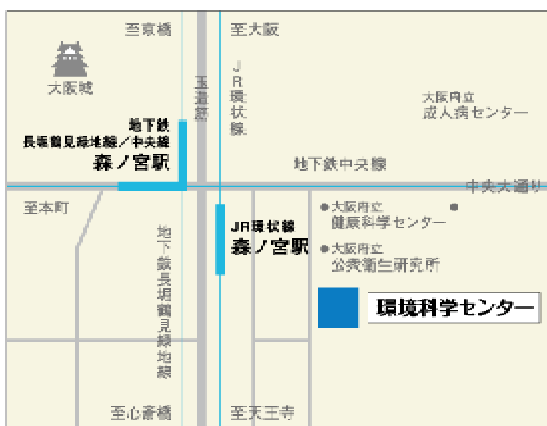 至京橋
至大阪
大阪城
玉造筋
JR環状線
大阪府立
成人病センター
地下鉄
長堀鶴見緑地線/中央線
森ノ宮駅
地下鉄中央線
中央大通り
至本町
JR環状線
森ノ宮駅
大阪府立
健康科学センター
大阪府立
公衆衛生研究所
地下鉄長堀鶴見緑地線
環境科学センター
至心斎橋
至天王寺